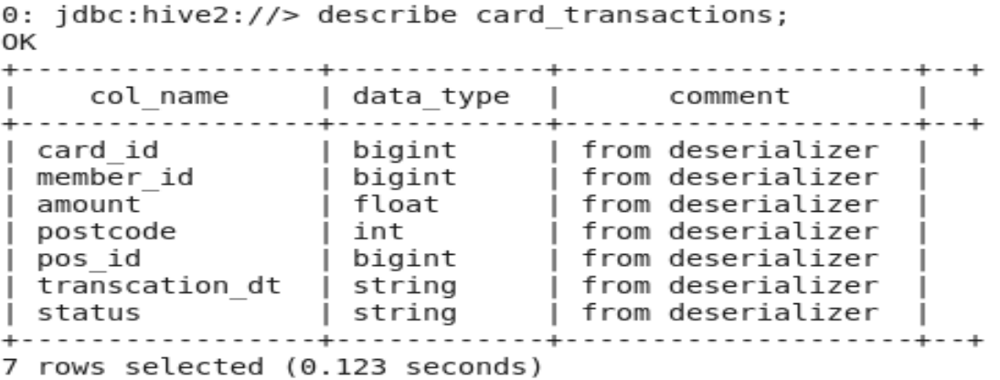 0: jdbc:hive2://> describe card_transactions;
OK
+-----------------+------------+--------------------+--+
|    col_name     | data_type  |      comment       |
+-----------------+------------+--------------------+--+
| card_id         | bigint     | from deserializer  |
| member_id       | bigint     | from deserializer  |
| amount          | float      | from deserializer  |
| postcode        | int        | from deserializer  |
| pos_id          | bigint     | from deserializer  |
| transcation_dt  | string     | from deserializer  |
| status          | string     | from deserializer  |
+-----------------+------------+--------------------+--+
7 rows selected (0.123 seconds)